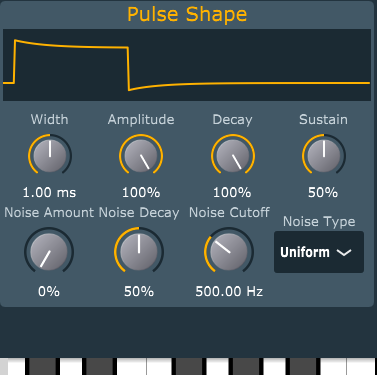 Pulse Shape
Width Amplitude Decay Sustain
1.00 ms 100% 100% 50%
Noise Amount Noise Decay Noise Cutoff Noise Type
Uniform
0% 50% 500.00 Hz